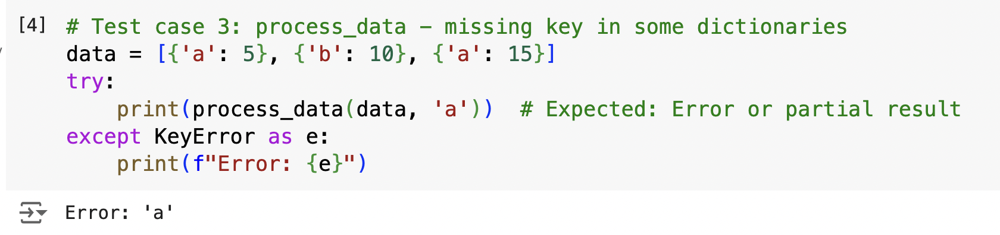 [4] # Test case 3: process_data – missing key in some dictionaries
data = [{'a': 5}, {'b': 10}, {'a': 15}]
try:
    print(process_data(data, 'a'))  # Expected: Error or partial result
except KeyError as e:
    print(f"Error: {e}")
Error: 'a'